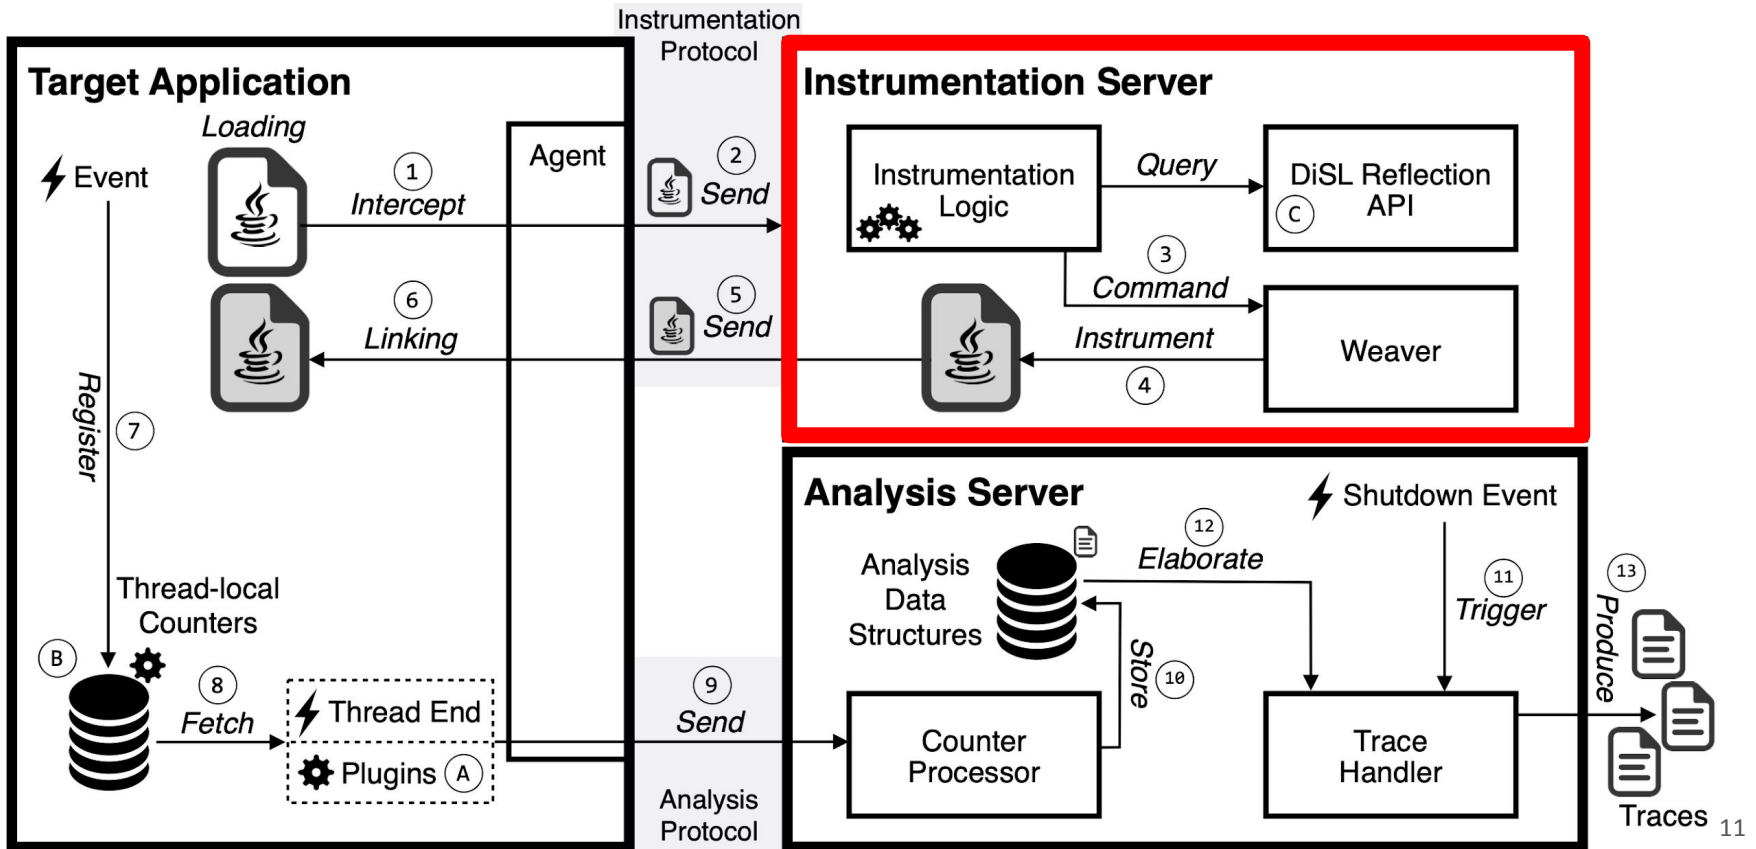 Instrumentation
Protocol
Target Application
Loading
Event
1
Intercept
Agent
2
Send
Instrumentation Server
Instrumentation
Logic
Query
DiSL Reflection
API
C
3
Command
6
Linking
5
Send
Instrument
4
Weaver
Register
7
Thread-local
Counters
B
8
Fetch
Thread End
Plugins
A
9
Send
Analysis
Protocol
Analysis Server
Shutdown Event
Analysis
Data
Structures
12
Elaborate
11
Trigger
Store
10
Counter
Processor
Trace
Handler
13
Produce
Traces
11